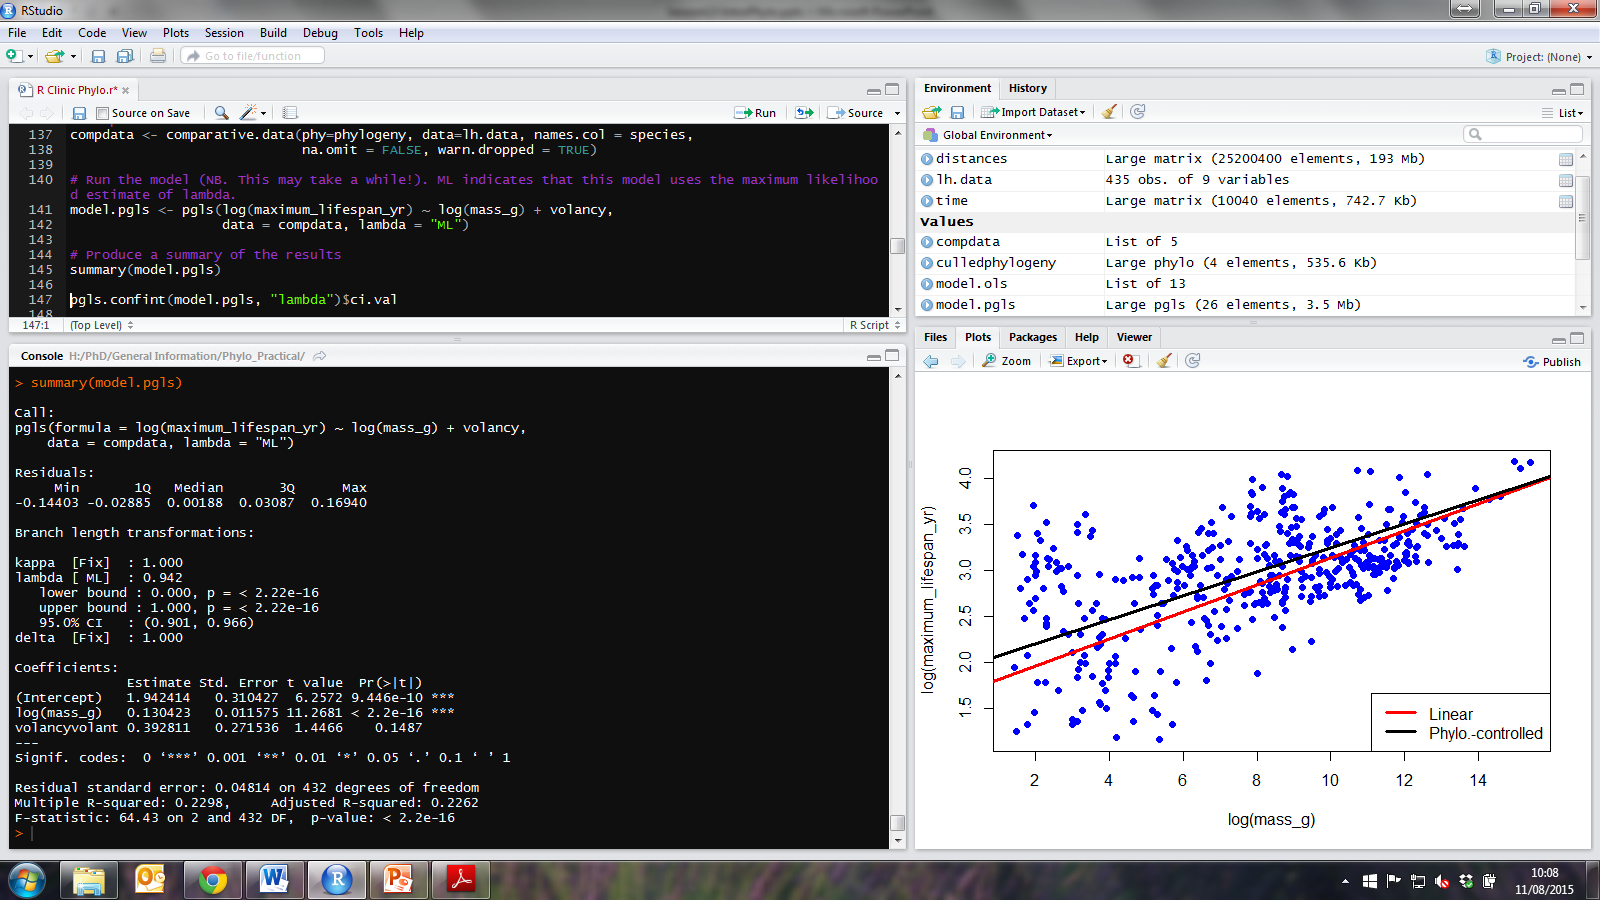 RStudio
File Edit Code View Plots Session Build Debug Tools Help
Go to file/function
Project: (None)
R Clinic Phylo.r*
Source on Save
Run
Source
137 compdata <- comparative.data(phy=phylogeny, data=lh.data, names.col = species,
138 na.omit = FALSE, warn.dropped = TRUE)
139
140 # Run the model (NB. This may take a while!). ML indicates that this model uses the maximum likelihoo
d estimate of lambda.
141 model.pgls <- pgls(log(maximum_lifespan_yr) ~ log(mass_g) + volancy,
142 data = compdata, lambda = "ML")
143
144 # Produce a summary of the results
145 summary(model.pgls)
146
147 pgls.confint(model.pgls, "lambda")$ci.val
148
147:1 (Top Level) R Script
Console H:/PhD/General Information/Phylo_Practical/
> summary(model.pgls)
Call:
pgls(formula = log(maximum_lifespan_yr) ~ log(mass_g) + volancy,
data = compdata, lambda = "ML")
Residuals:
Min 1Q Median 3Q Max
-0.14403 -0.02885 0.00188 0.03087 0.16940
Branch length transformations:
kappa [Fix] : 1.000
lambda [ ML] : 0.942
lower bound : 0.000, p = < 2.22e-16
upper bound : 1.000, p = < 2.22e-16
95.0% CI : (0.901, 0.966)
delta [Fix] : 1.000
Coefficients:
Estimate Std. Error t value Pr(>|t|)
(Intercept) 1.942414 0.310427 6.2572 9.446e-10 ***
log(mass_g) 0.130423 0.011575 11.2681 < 2.2e-16 ***
volancyvolant 0.392811 0.271536 1.4466 0.1487
---
Signif. codes: 0 ‘***’ 0.001 ‘**’ 0.01 ‘*’ 0.05 ‘.’ 0.1 ‘ ’ 1
Residual standard error: 0.04814 on 432 degrees of freedom
Multiple R-squared: 0.2298, Adjusted R-squared: 0.2262
F-statistic: 64.43 on 2 and 432 DF, p-value: < 2.2e-16
>
Environment History
Import Dataset
List
Global Environment
distances Large matrix (25200400 elements, 193 Mb)
lh.data 435 obs. of 9 variables
time Large matrix (10040 elements, 742.7 Kb)
values
compdata List of 5
culledphylogeny Large phylo (4 elements, 535.6 Kb)
model.ols List of 13
model.pgls Large pgls (26 elements, 3.5 Mb)
Files Plots Packages Help Viewer
Zoom Export Publish
log(maximum_lifespan_yr)
4.0
3.5
3.0
2.5
2.0
1.5
Linear
Phylo.-controlled
2 4 6 8 10 12 14
log(mass_g)
10:08
11/08/2015